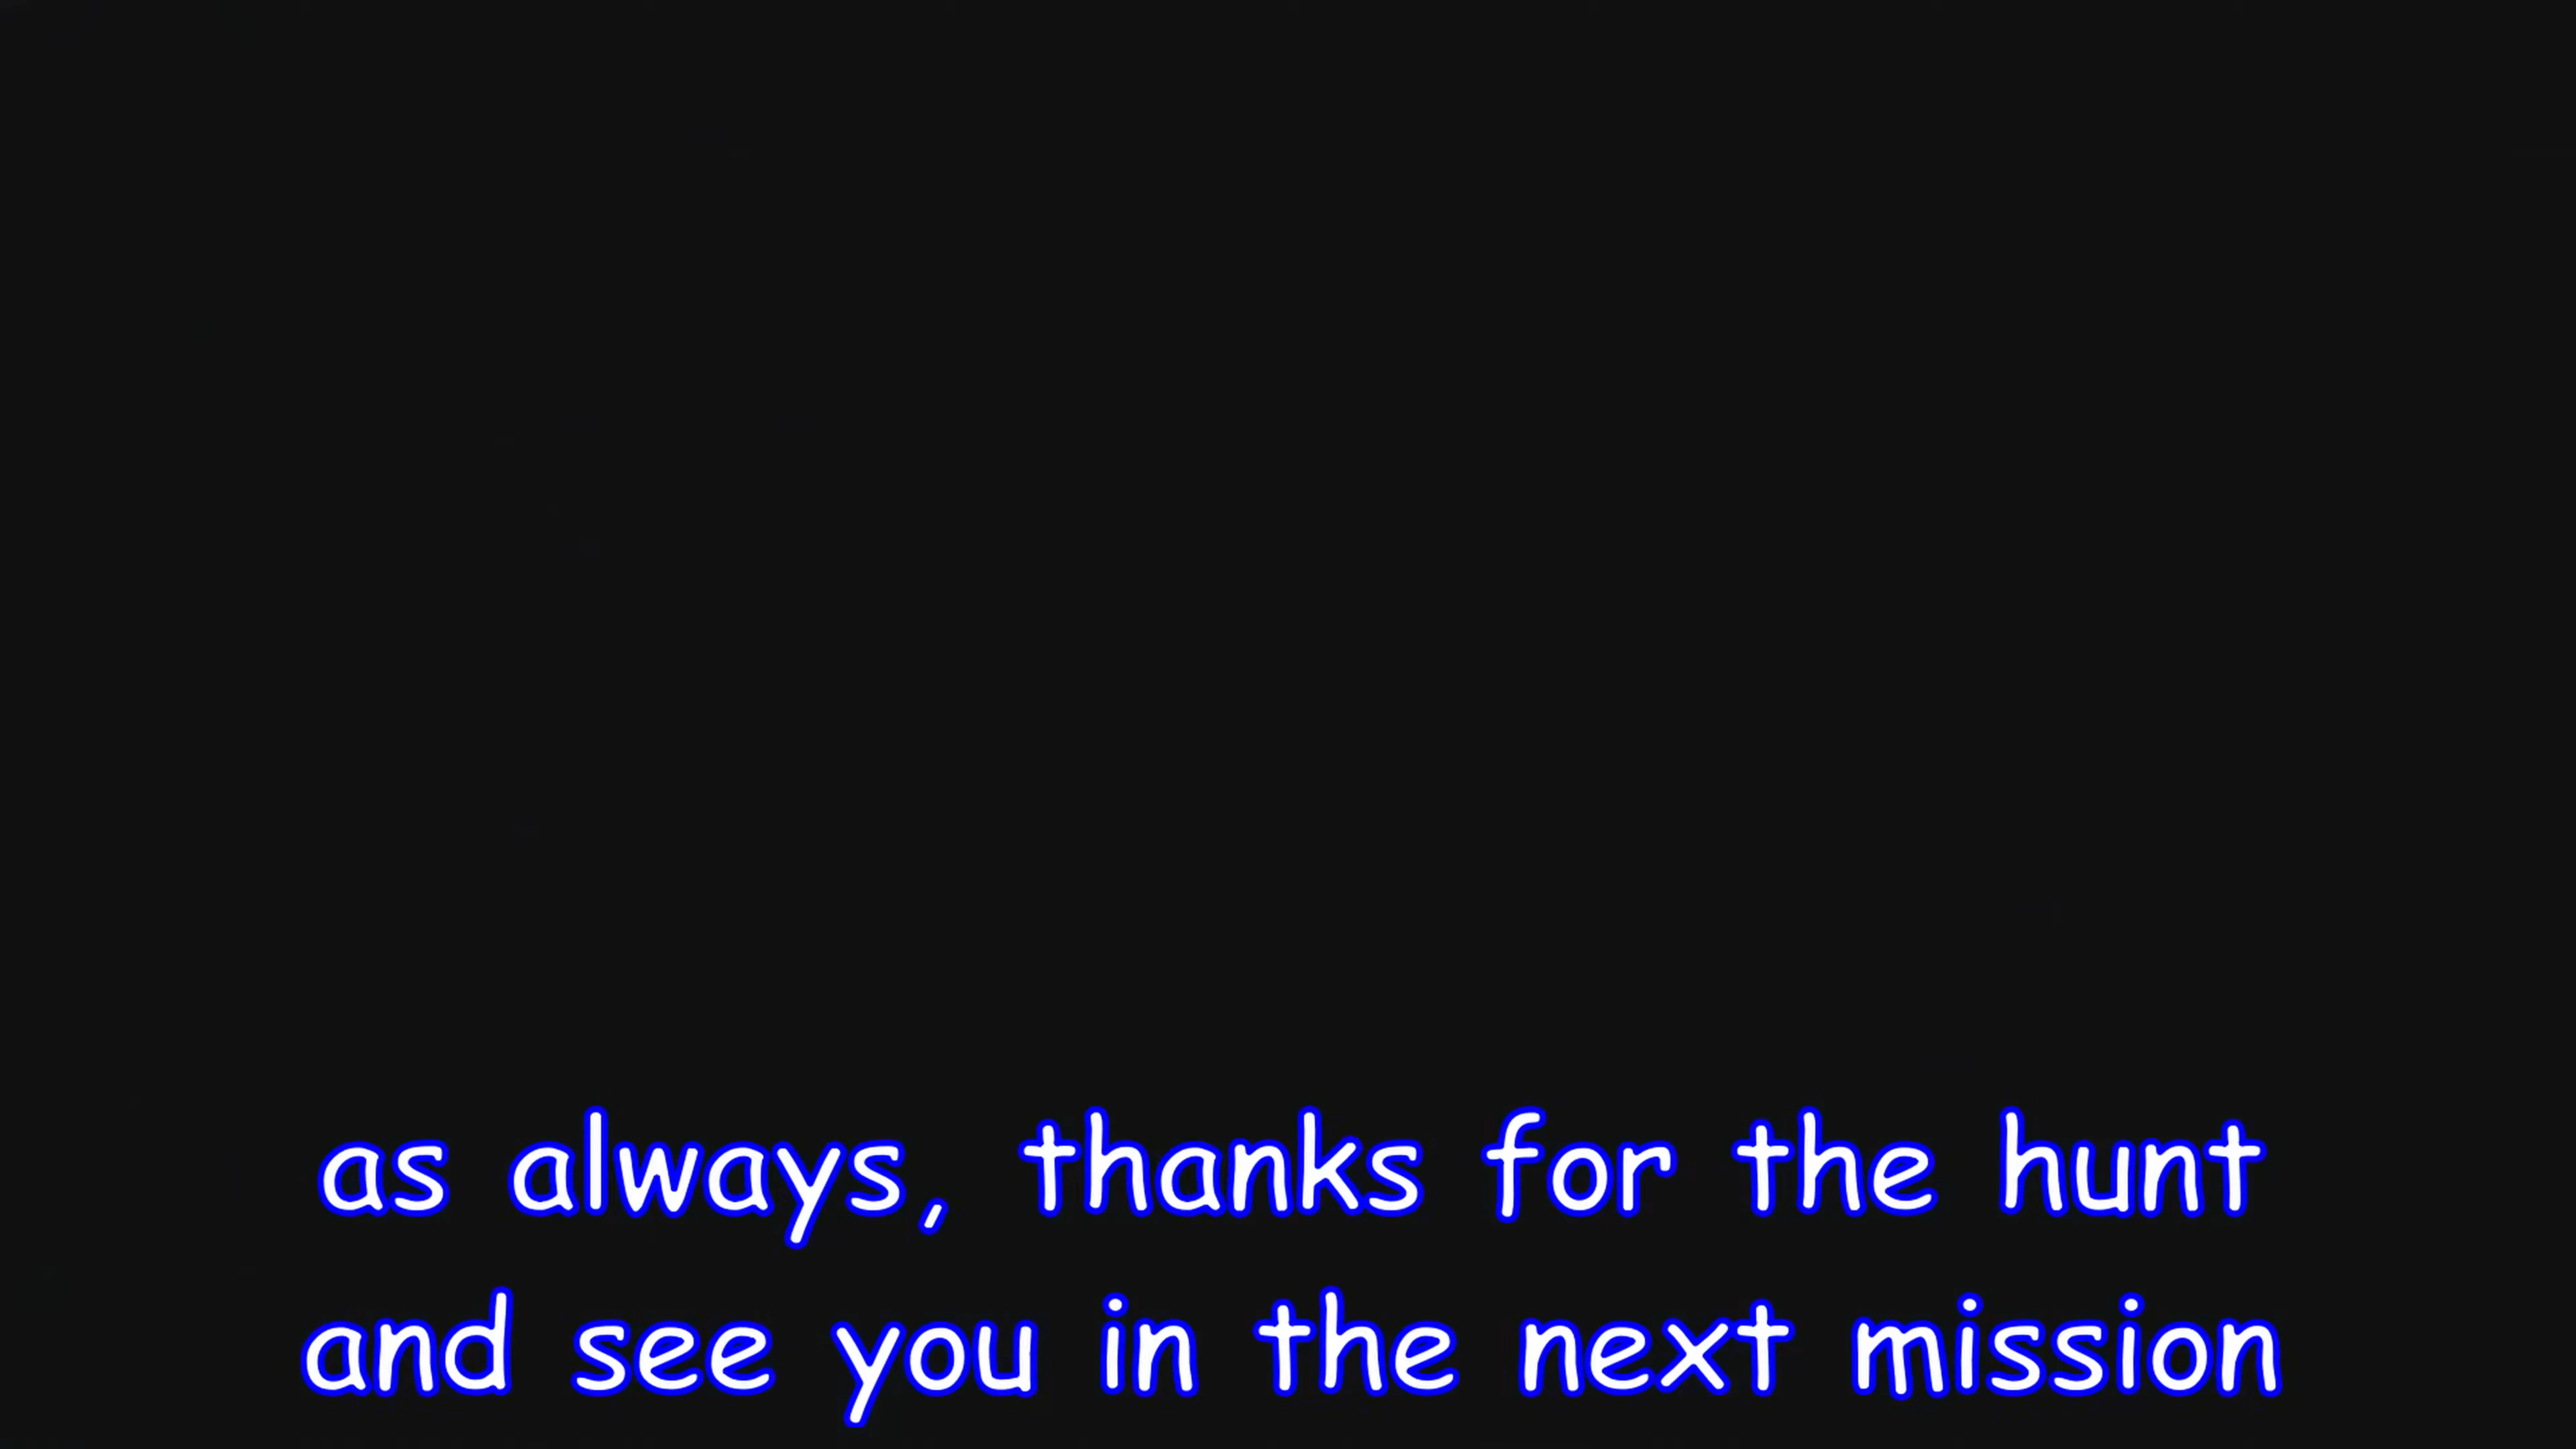 as always, thanks for the hunt
and see you in the next mission